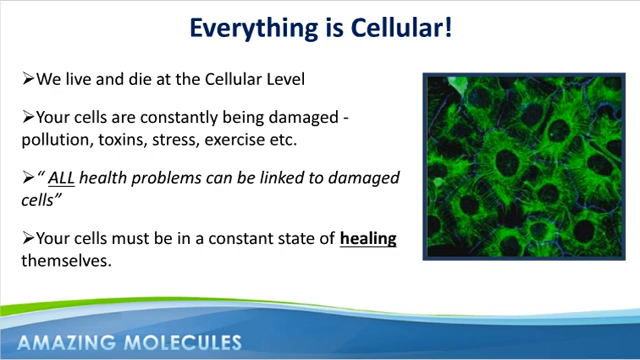 Everything is Cellular!
➢We live and die at the Cellular Level
➢Your cells are constantly being damaged -
pollution, toxins, stress, exercise etc.
➢“ ALL health problems can be linked to damaged
cells”
➢Your cells must be in a constant state of healing
themselves.
AMAZING MOLECULES